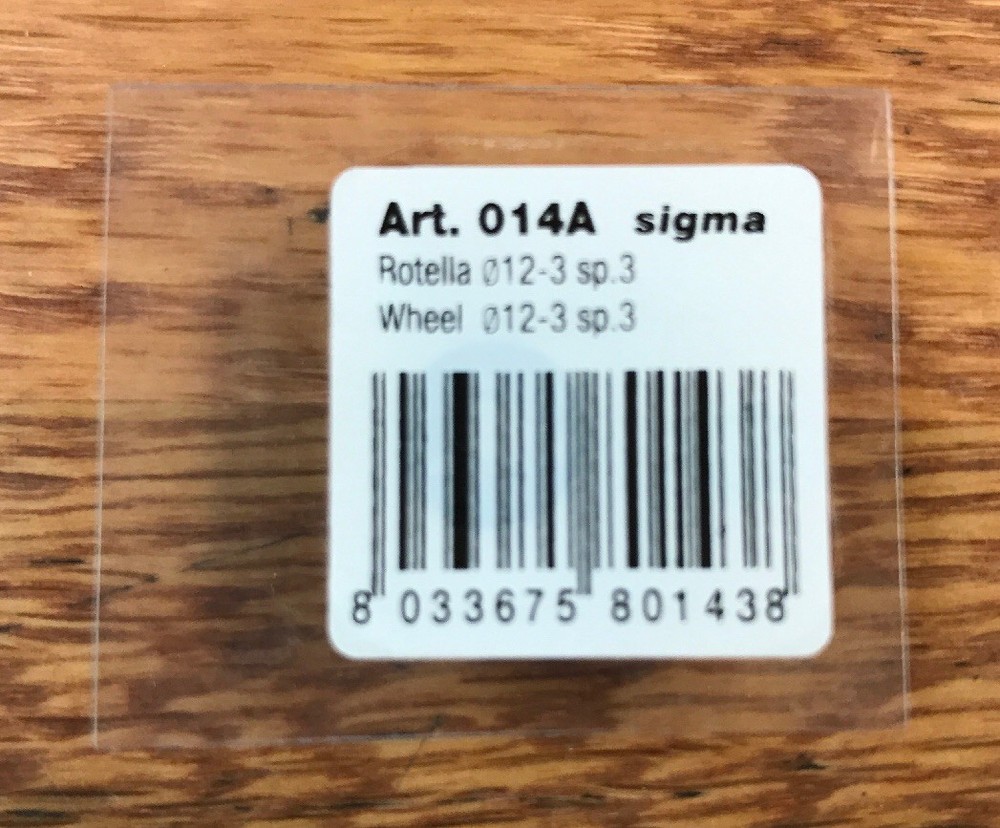 Art. 014A sigma
Rotella Ø12-3 sp.3
Wheel Ø12-3 sp.3
8 033675 801438